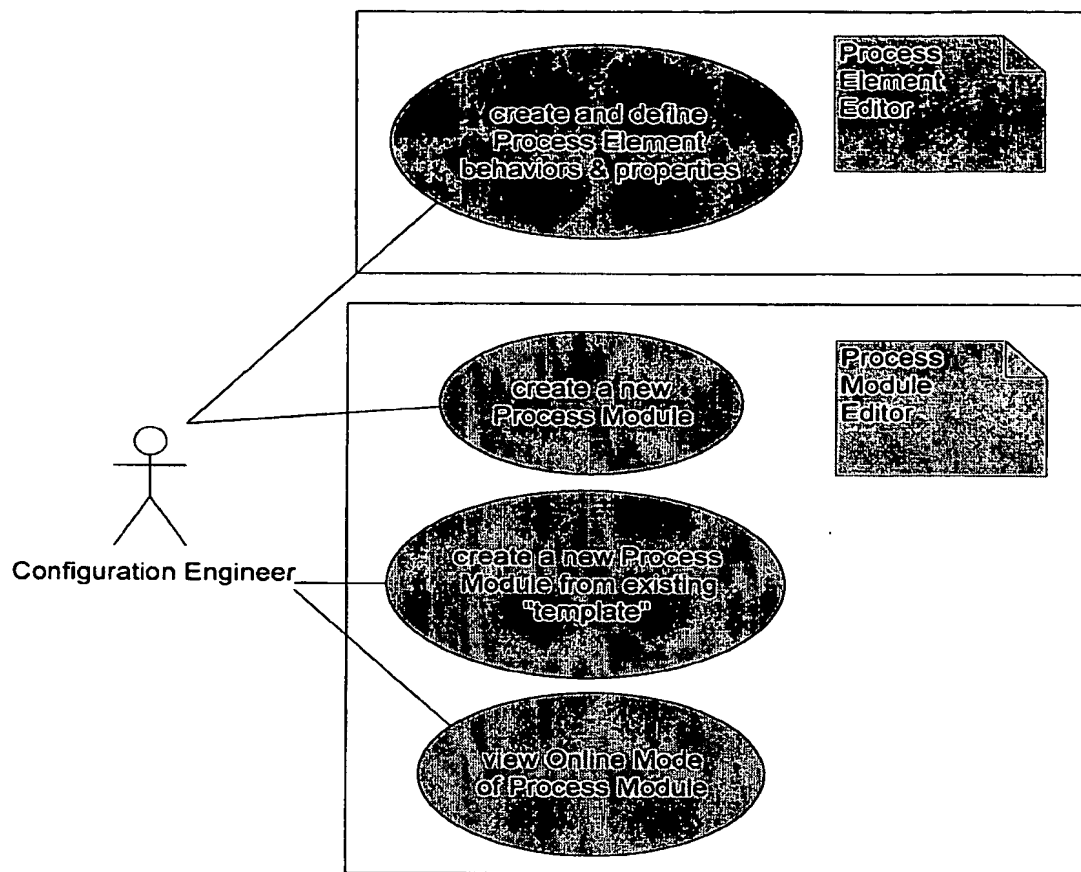 create and define
Process Element
behaviors & properties
Process
Element
Editor
create a new
Process Module
Process
Module
Editor
Configuration Engineer
create a new Process
Module from existing
"template"
view Online Mode
of Process Module